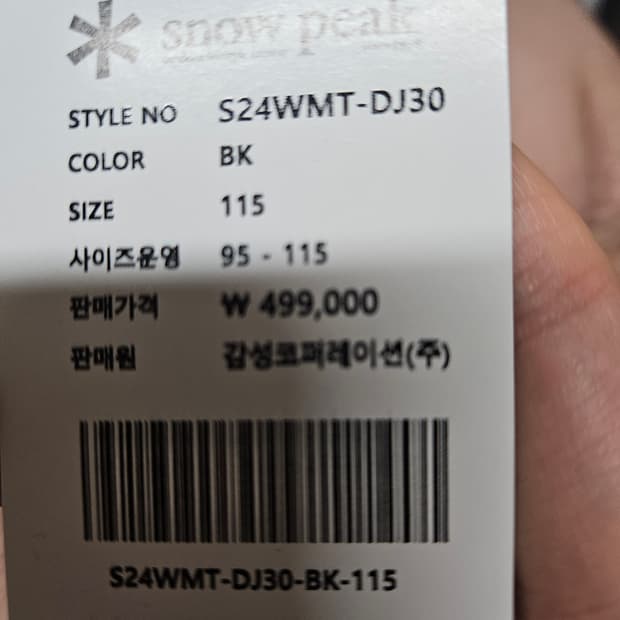 snow peak
STYLE NO S24WMT-DJ30
COLOR BK
SIZE 115
사이즈운영 95 - 115
판매가격 ₩ 499,000
판매원 감성코퍼레이션(주)
S24WMT-DJ30-BK-115